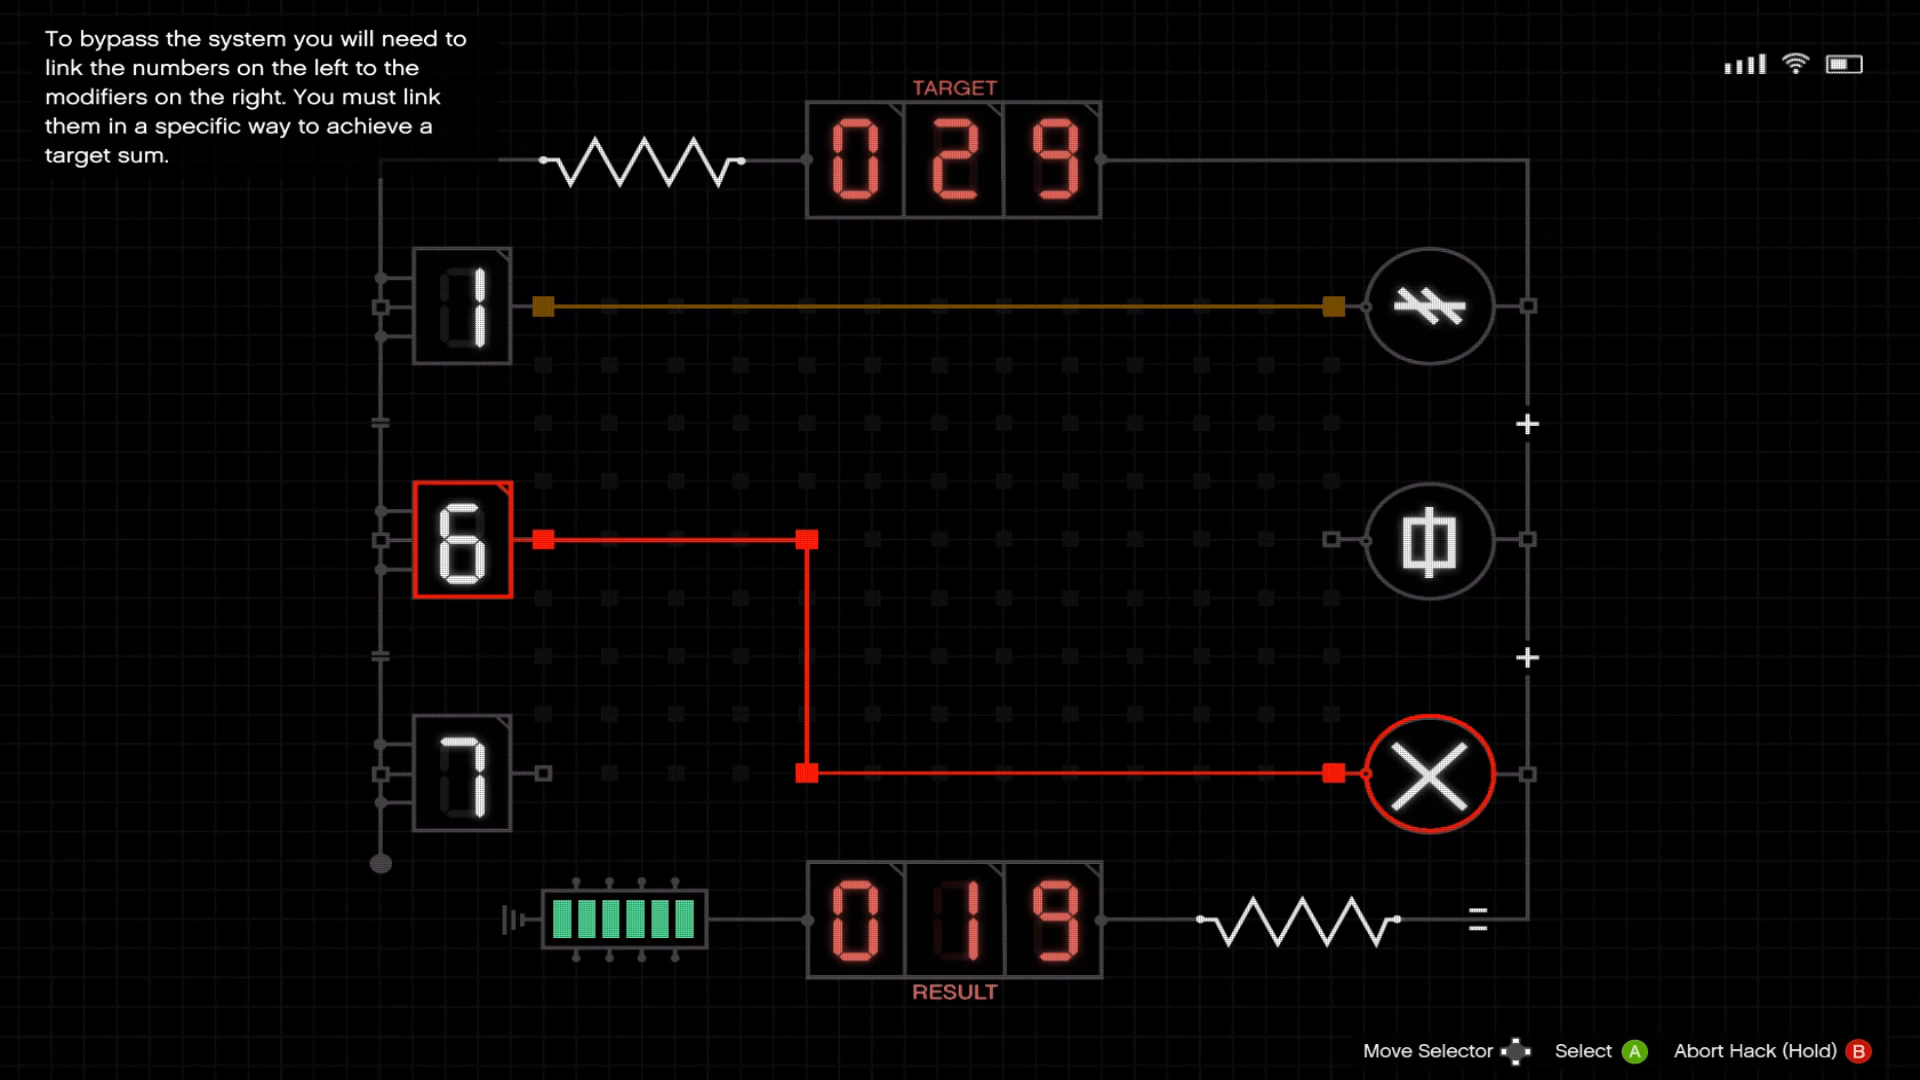 To bypass the system you will need to
link the numbers on the left to the
modifiers on the right. You must link
them in a specific way to achieve a
target sum.
TARGET
029
1
6
7
+
+
019
=
RESULT
Move Selector Select A Abort Hack (Hold) B